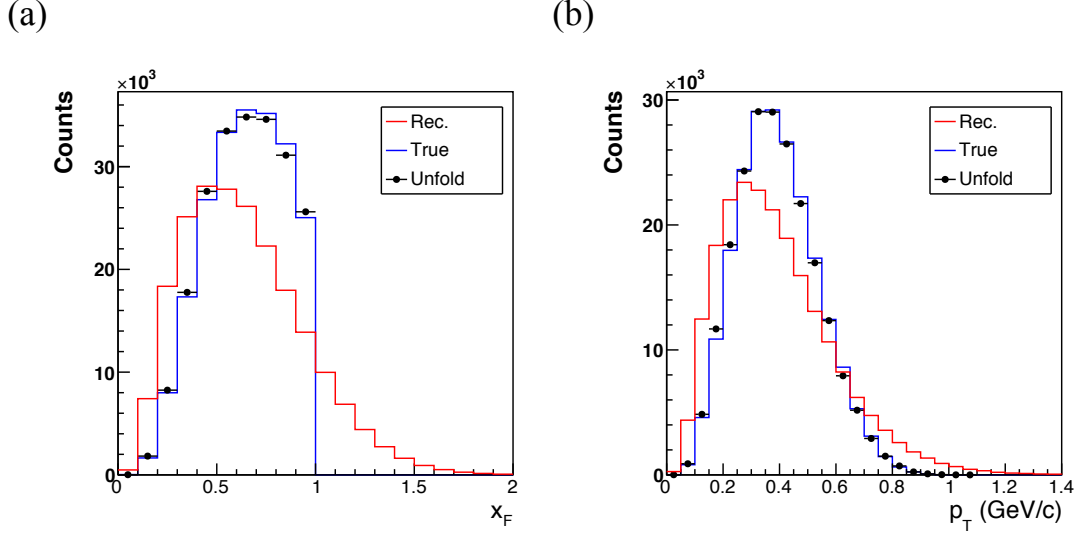 (a)
(b)
×10³
Counts
30
20
10
0
0
0.5
1
1.5
2
x_F
Rec.
True
Unfold
×10³
Counts
30
20
10
0
0
0.2
0.4
0.6
0.8
1
1.2
1.4
p_T (GeV/c)
Rec.
True
Unfold